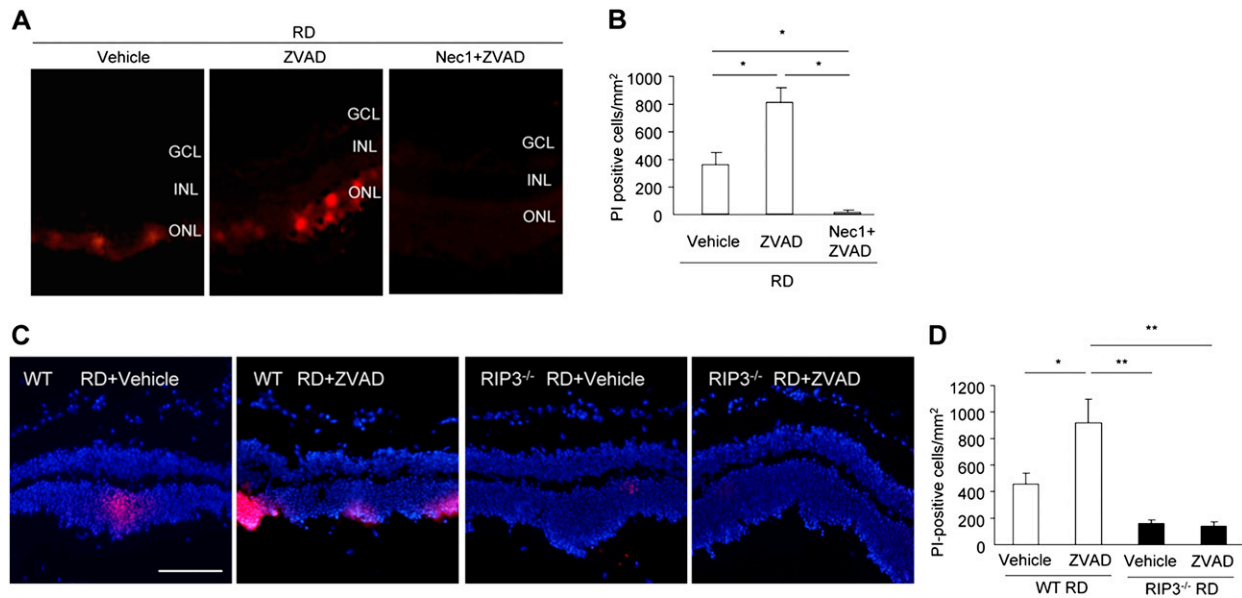 A
RD
Vehicle ZVAD Nec1+ZVAD
GCL
INL
ONL
GCL
INL
ONL
GCL
INL
ONL
B
* 
* *
PI positive cells/mm²
1000
800
600
400
200
0
Vehicle ZVAD Nec1+
ZVAD
RD
C
WT RD+Vehicle
WT RD+ZVAD
RIP3-/- RD+Vehicle
RIP3-/- RD+ZVAD
D
**
* **
PI-positive cells/mm²
1200
1000
800
600
400
200
0
Vehicle ZVAD Vehicle ZVAD
WT RD RIP3-/- RD